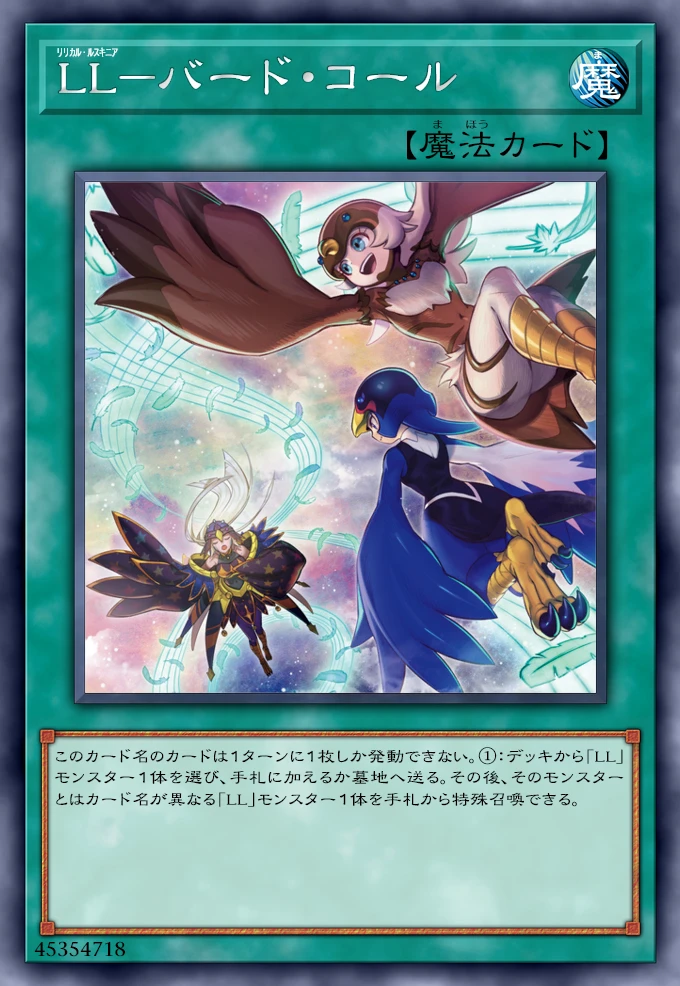 リリカル・ルスキニア
LL－バード・コール
魔
ま
ま ほう
【魔法カード】
このカード名のカードは１ターンに１枚しか発動できない。①：デッキから「LL」
モンスター１体を選び、手札に加えるか墓地へ送る。その後、そのモンスター
とはカード名が異なる「LL」モンスター１体を手札から特殊召喚できる。
45354718